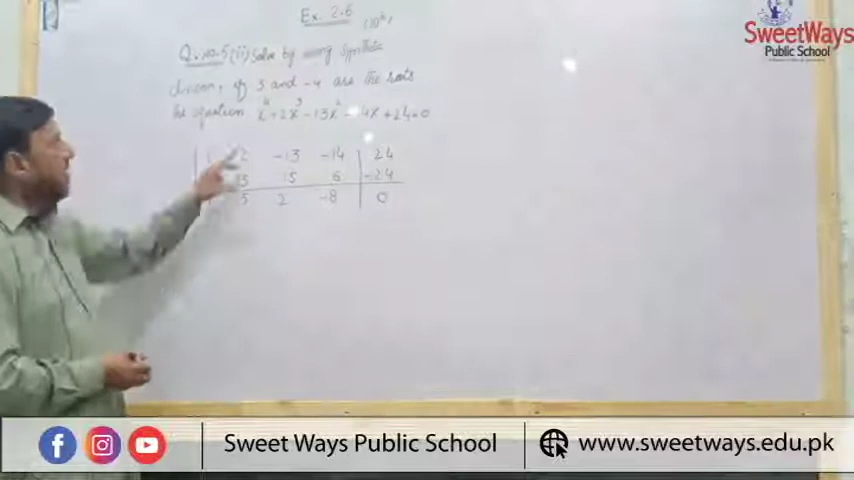 Ex 2.6
Q.no.5 (ii) Solve by using Synthetic
division, if 3 and -4 are the roots
the equation x⁴+2x³-13x²-14x+24=0
2 -13 -14 24
3 15 6 -24
5 2 -8 0
SweetWays
Public School
Sweet Ways Public School
www.sweetways.edu.pk